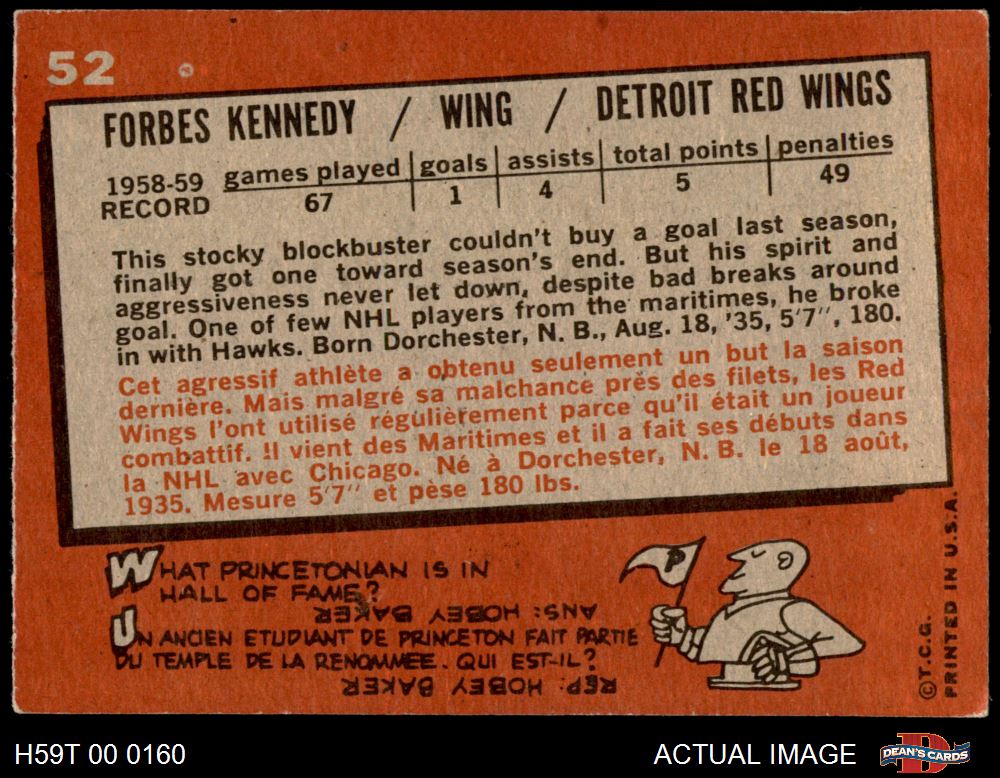 52
FORBES KENNEDY / WING / DETROIT RED WINGS
games played goals assists total points penalties
1958-59 RECORD 67 1 4 5 49
This stocky blockbuster couldn't buy a goal last season,
finally got one toward season's end. But his spirit and
aggressiveness never let down, despite bad breaks around
goal. One of few NHL players from the maritimes, he broke
in with Hawks. Born Dorchester, N. B., Aug. 18, '35, 5'7", 180.
Cet agressif athlète a obtenu seulement un but la saison
dernière. Mais malgré sa malchance près des filets, les Red
Wings l'ont utilisé régulièrement parce qu'il était un joueur
combattif. Il vient des Maritimes et il a fait ses débuts dans
la NHL avec Chicago. Né à Dorchester, N. B. le 18 août,
1935. Mesure 5'7" et pèse 180 lbs.
WHAT PRINCETONIAN IS IN
HALL OF FAME?
ANS: HOBEY BAKER
UN ANCIEN ETUDIANT DE PRINCETON FAIT PARTIE
DU TEMPLE DE LA RENOMMEE. QUI EST-IL?
REP: HOBEY BAKER
P
©T.C.G.
PRINTED IN U.S.A.
H59T 00 0160
ACTUAL IMAGE
DEAN'S CARDS